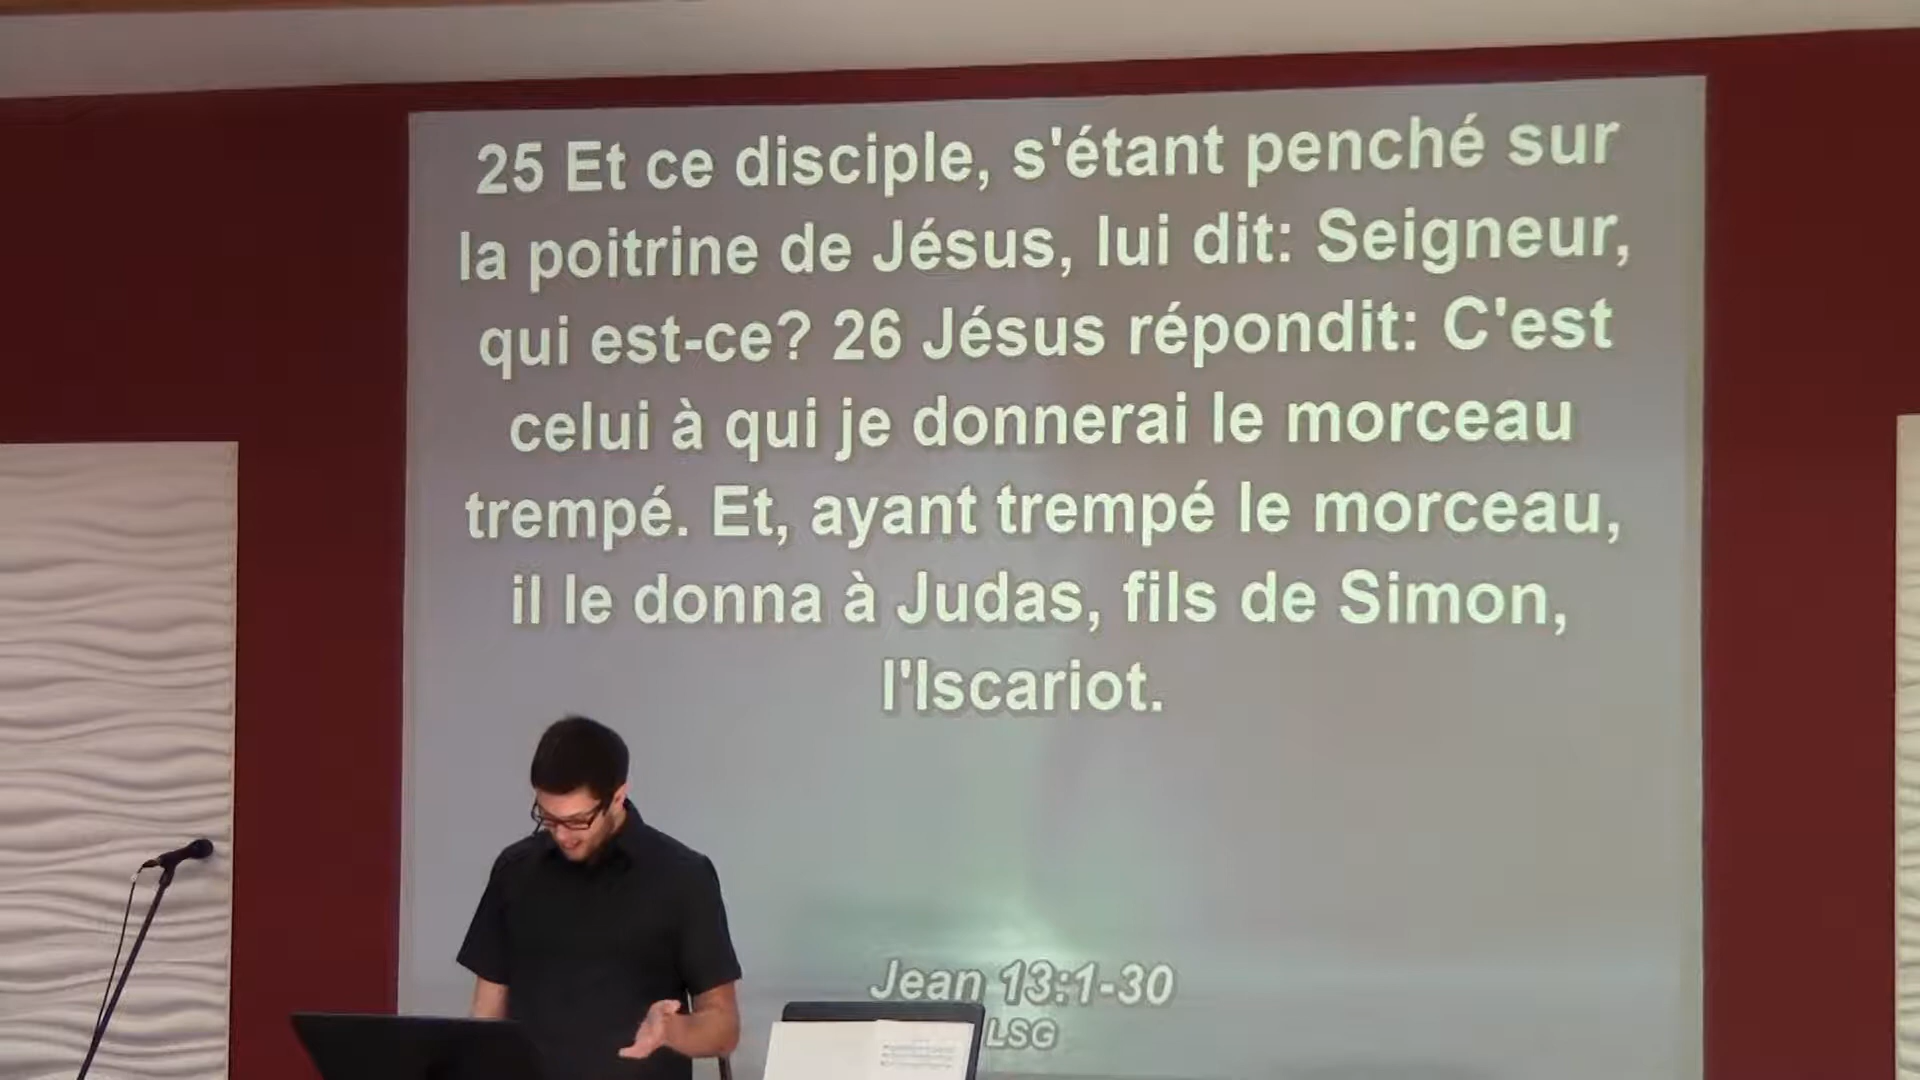 25 Et ce disciple, s'étant penché sur
la poitrine de Jésus, lui dit: Seigneur,
qui est-ce? 26 Jésus répondit: C'est
celui à qui je donnerai le morceau
trempé. Et, ayant trempé le morceau,
il le donna à Judas, fils de Simon,
l'Iscariot.
Jean 13:1-30
LSG